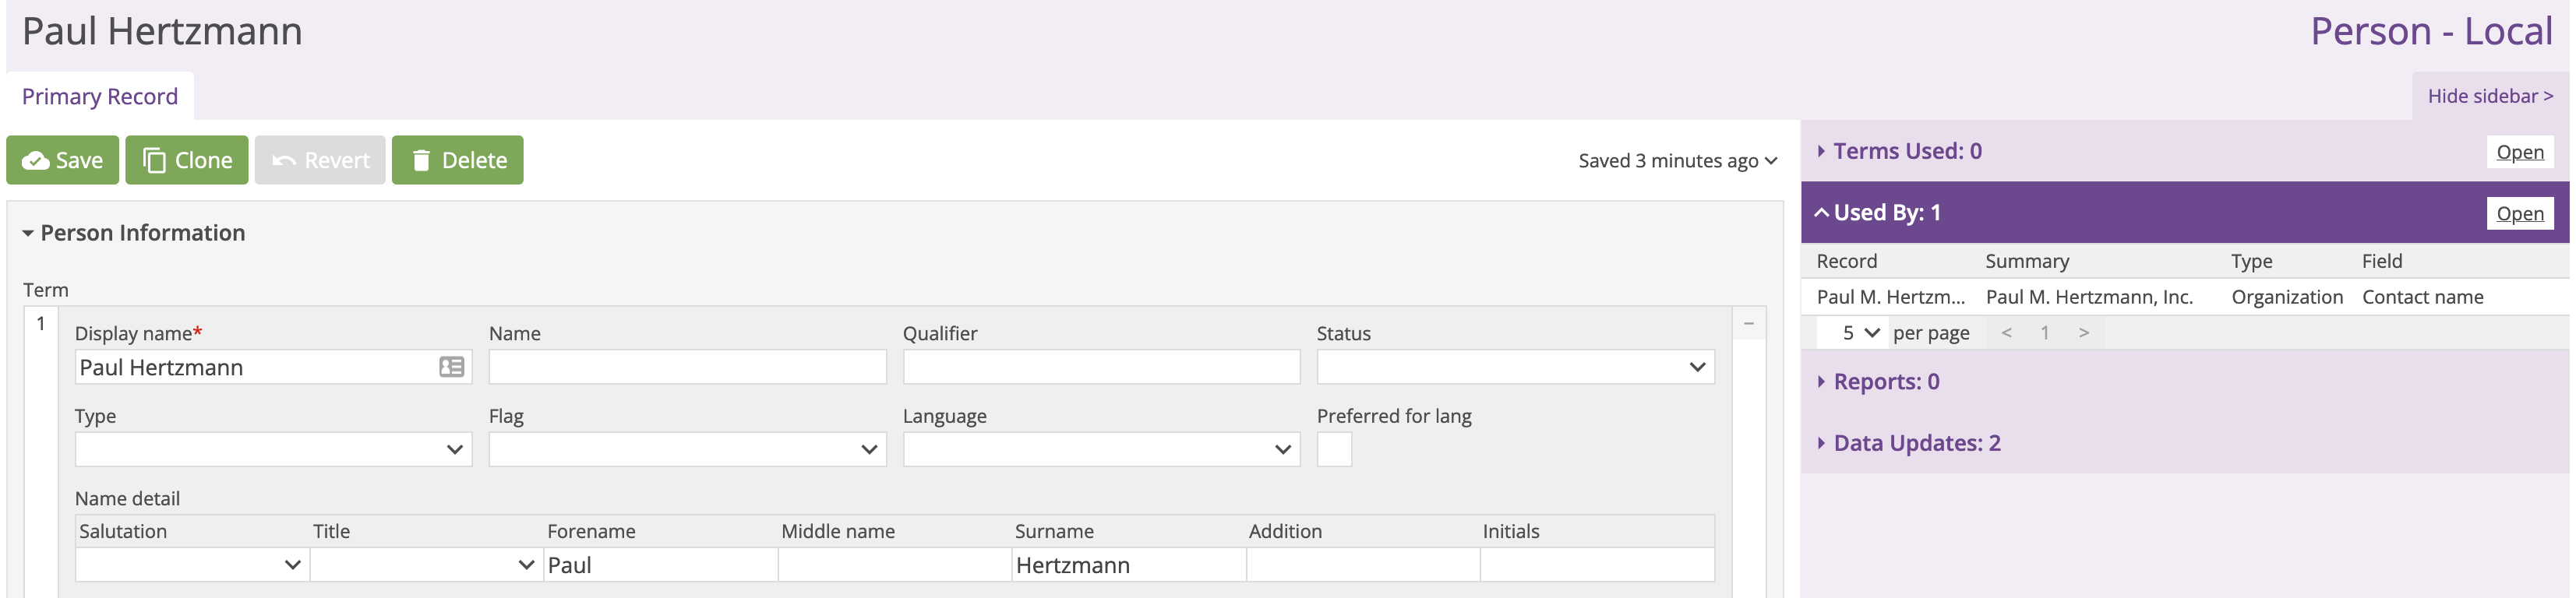 Paul Hertzmann
Person - Local
Primary Record
Hide sidebar >
Save
Clone
Revert
Delete
Saved 3 minutes ago
Person Information
Term
1
Display name*
Name
Qualifier
Status
Paul Hertzmann
Type
Flag
Language
Preferred for lang
Name detail
Salutation Title Forename Middle name Surname Addition Initials
Paul Hertzmann
Terms Used: 0
Open
Used By: 1
Open
Record Summary Type Field
Paul M. Hertzm... Paul M. Hertzmann, Inc. Organization Contact name
5 per page < 1 >
Reports: 0
Data Updates: 2